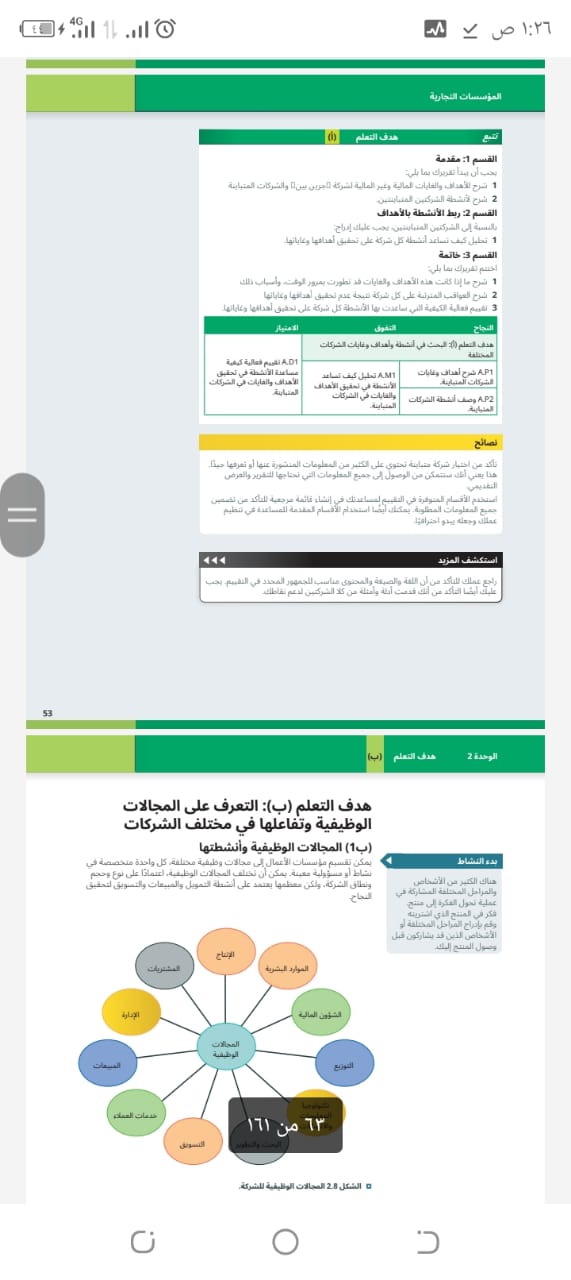 ١:٢٦ ص
4G
المؤسسات التجارية
تتبع
هدف التعلم
(أ)
القسم 1: مقدمة
يجب أن يبدأ تقريرك بما يلي:
1 شرح الأهداف والغايات المالية وغير المالية لشركة جرين بين والشركات المتباينة
2 شرح لأنشطة الشركتين المتباينتين.
القسم 2: ربط الأنشطة بالأهداف
بالنسبة إلى الشركتين المتباينتين، يجب عليك إدراج:
1 تحليل كيف تساعد أنشطة كل شركة على تحقيق أهدافها وغاياتها.
القسم 3: خاتمة
اختتم تقريرك بما يلي:
1 شرح ما إذا كانت هذه الأهداف والغايات قد تطورت بمرور الوقت، وأسباب ذلك
2 شرح العواقب المترتبة على كل شركة نتيجة عدم تحقيق أهدافها وغاياتها
3 تقييم فعالية الكيفية التي ساعدت بها الأنشطة كل شركة على تحقيق أهدافها وغاياتها.
النجاح
التفوق
الامتياز
هدف التعلم (أ): البحث في أنشطة وأهداف وغايات الشركات
المختلفة
A.P1 شرح أهداف وغايات
الشركات المتباينة.
A.P2 وصف أنشطة الشركات
المتباينة.
A.M1 تحليل كيف تساعد
الأنشطة في تحقيق الأهداف
والغايات في الشركات
المتباينة.
A.D1 تقييم فعالية كيفية
مساعدة الأنشطة في تحقيق
الأهداف والغايات في الشركات
المتباينة.
نصائح
تأكد من اختيار شركة متباينة تحتوي على الكثير من المعلومات المنشورة عنها أو تعرفها جيدًا.
هذا يعني أنك ستتمكن من الوصول إلى جميع المعلومات التي تحتاجها للتقرير والعرض
التقديمي.
استخدم الأقسام المتوفرة في التقييم لمساعدتك في إنشاء قائمة مرجعية للتأكد من تضمين
جميع المعلومات المطلوبة. يمكنك أيضًا استخدام الأقسام المقدمة للمساعدة في تنظيم
عملك وجعله يبدو احترافيًا.
استكشف المزيد
راجع عملك للتأكد من أن اللغة والصيغة والمحتوى مناسب للجمهور المحدد في التقييم. يجب
عليك أيضًا التأكد من أنك قدمت أدلة وأمثلة من كلا الشركتين لدعم نقاطك.
53
الوحدة 2
هدف التعلم
(ب)
هدف التعلم (ب): التعرف على المجالات
الوظيفية وتفاعلها في مختلف الشركات
(ب1) المجالات الوظيفية وأنشطتها
يمكن تقسيم مؤسسات الأعمال إلى مجالات وظيفية مختلفة، كل واحدة متخصصة في
نشاط أو مسؤولية معينة. يمكن أن تختلف المجالات الوظيفية، اعتمادًا على نوع وحجم
ونطاق الشركة، ولكن معظمها يعتمد على أنشطة التمويل والمبيعات والتسويق لتحقيق
النجاح.
بدء النشاط
هناك الكثير من الأشخاص
والمراحل المختلفة المشاركة في
عملية تحول الفكرة إلى منتج.
فكر في المنتج الذي اشتريته
وقم بإدراج المراحل المختلفة أو
الأشخاص الذين قد يشاركون قبل
وصول المنتج إليك.
الإنتاج
الموارد البشرية
الشؤون المالية
التوزيع
تكنولوجيا
البحث والتطوير
التسويق
خدمات العملاء
المبيعات
الإدارة
المشتريات
المجالات
الوظيفية
٦٣ من ١٦١
الشكل 2.8 المجالات الوظيفية للشركة.